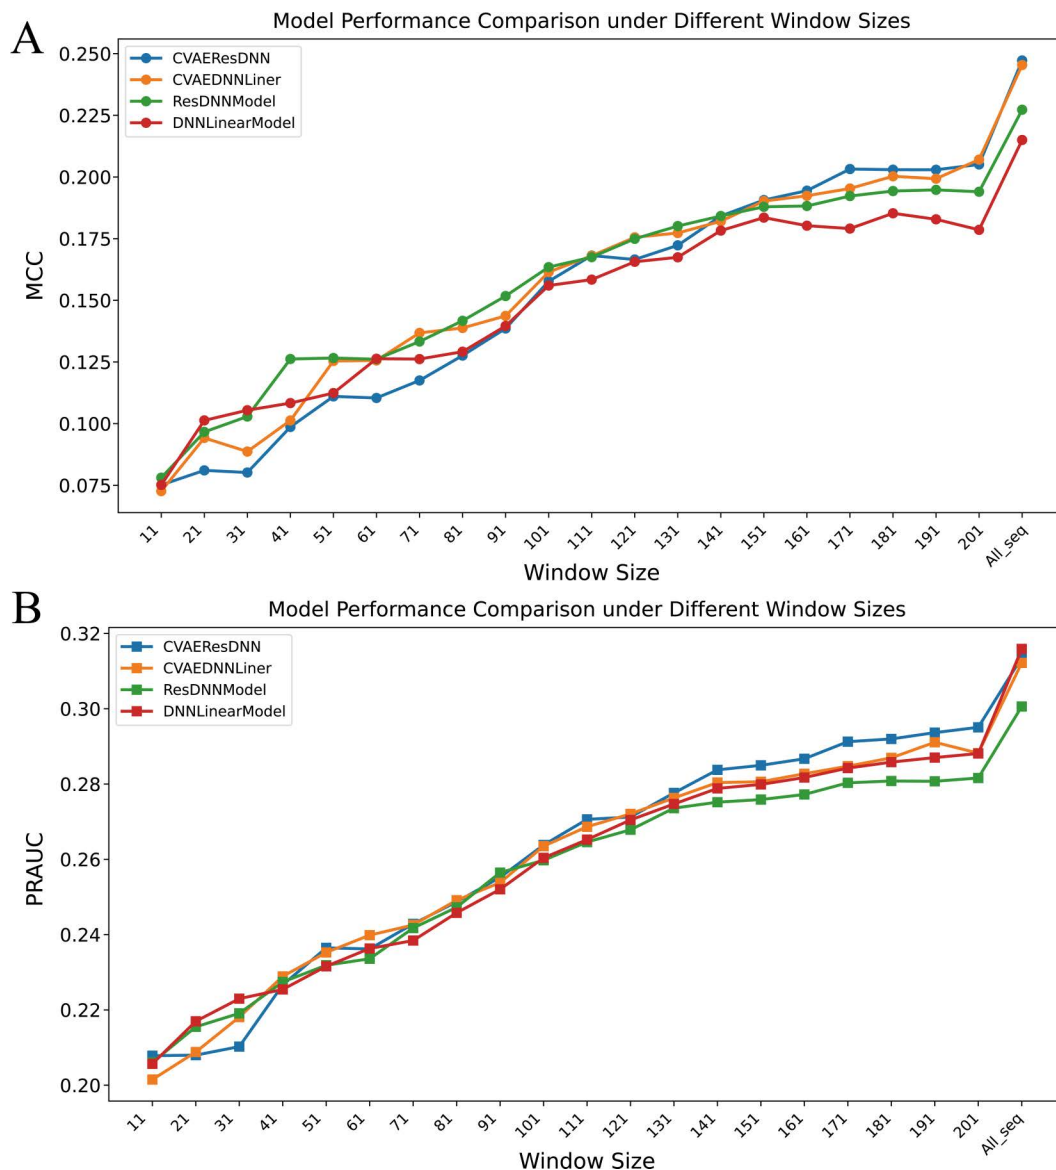 A
Model Performance Comparison under Different Window Sizes
CVAEResDNN
CVAEDNNLiner
ResDNNModel
DNNLinearModel
0.250
0.225
0.200
0.175
0.150
0.125
0.100
0.075
MCC
11 21 31 41 51 61 71 81 91 101 111 121 131 141 151 161 171 181 191 201 All_seq
Window Size
B
Model Performance Comparison under Different Window Sizes
CVAEResDNN
CVAEDNNLiner
ResDNNModel
DNNLinearModel
0.32
0.30
0.28
0.26
0.24
0.22
0.20
PRAUC
11 21 31 41 51 61 71 81 91 101 111 121 131 141 151 161 171 181 191 201 All_seq
Window Size